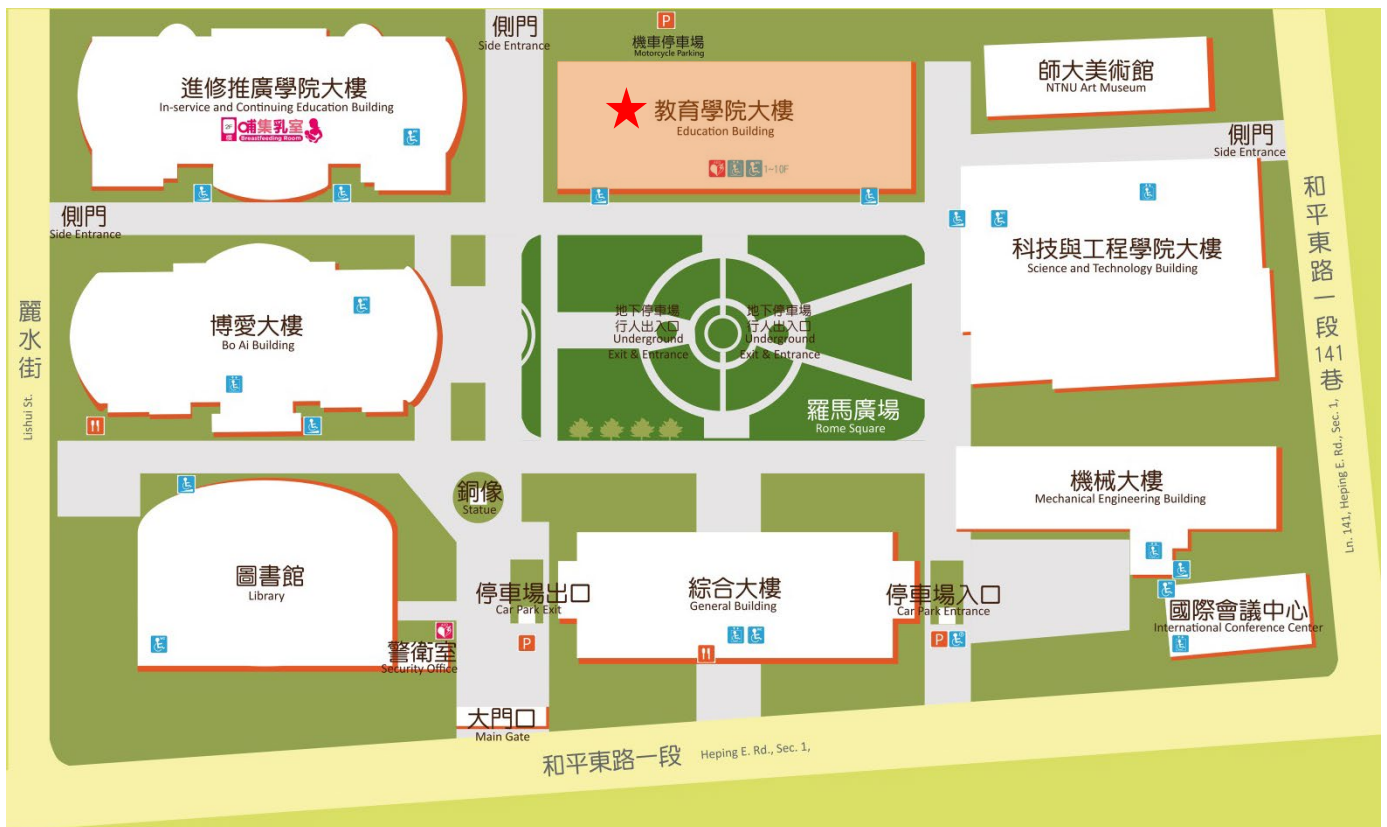 側門
Side Entrance
P
機車停車場
Motorcycle Parking
進修推廣學院大樓
In-service and Continuing Education Building
2F
哺集乳室
Breastfeeding Room
教育學院大樓
Education Building
1-10F
師大美術館
NTNU Art Museum
側門
Side Entrance
側門
Side Entrance
科技與工程學院大樓
Science and Technology Building
和平東路一段141巷
Ln. 141, Heping E. Rd., Sec. 1,
麗水街
Lishui St.
博愛大樓
Bo Ai Building
地下停車場
行人出入口
Underground
Exit & Entrance
地下停車場
行人出入口
Underground
Exit & Entrance
羅馬廣場
Rome Square
銅像
Statue
機械大樓
Mechanical Engineering Building
圖書館
Library
停車場出口
Car Park Exit
P
綜合大樓
General Building
停車場入口
Car Park Entrance
P
國際會議中心
International Conference Center
警衛室
Security Office
大門口
Main Gate
和平東路一段
Heping E. Rd., Sec. 1,